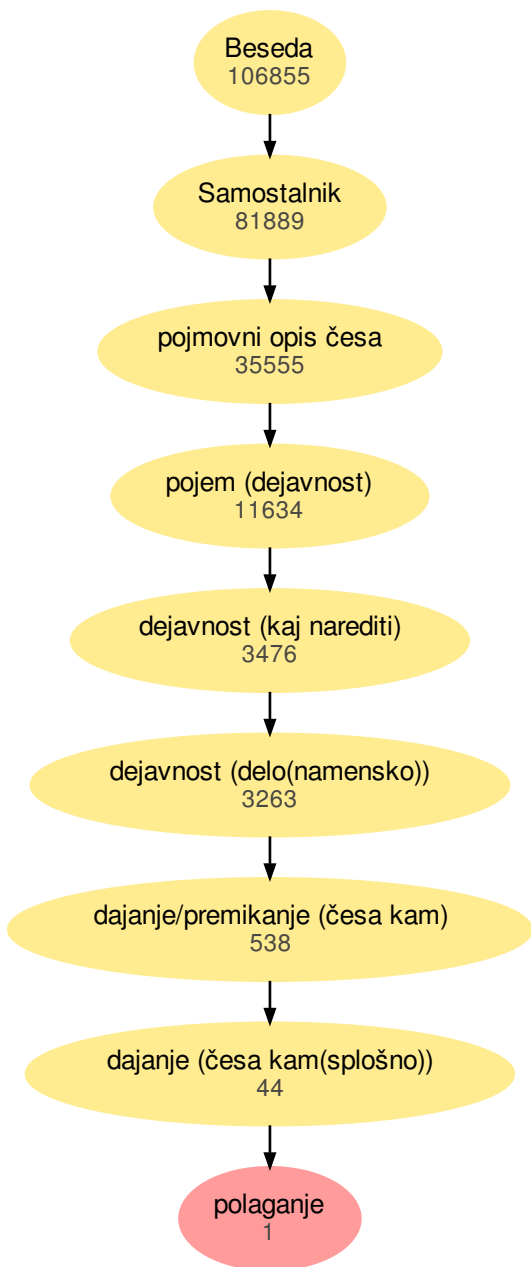 Beseda
106855
Samostalnik
81889
pojmovni opis česa
35555
pojem (dejavnost)
11634
dejavnost (kaj narediti)
3476
dejavnost (delo(namensko))
3263
dajanje/premikanje (česa kam)
538
dajanje (česa kam(splošno))
44
polaganje
1